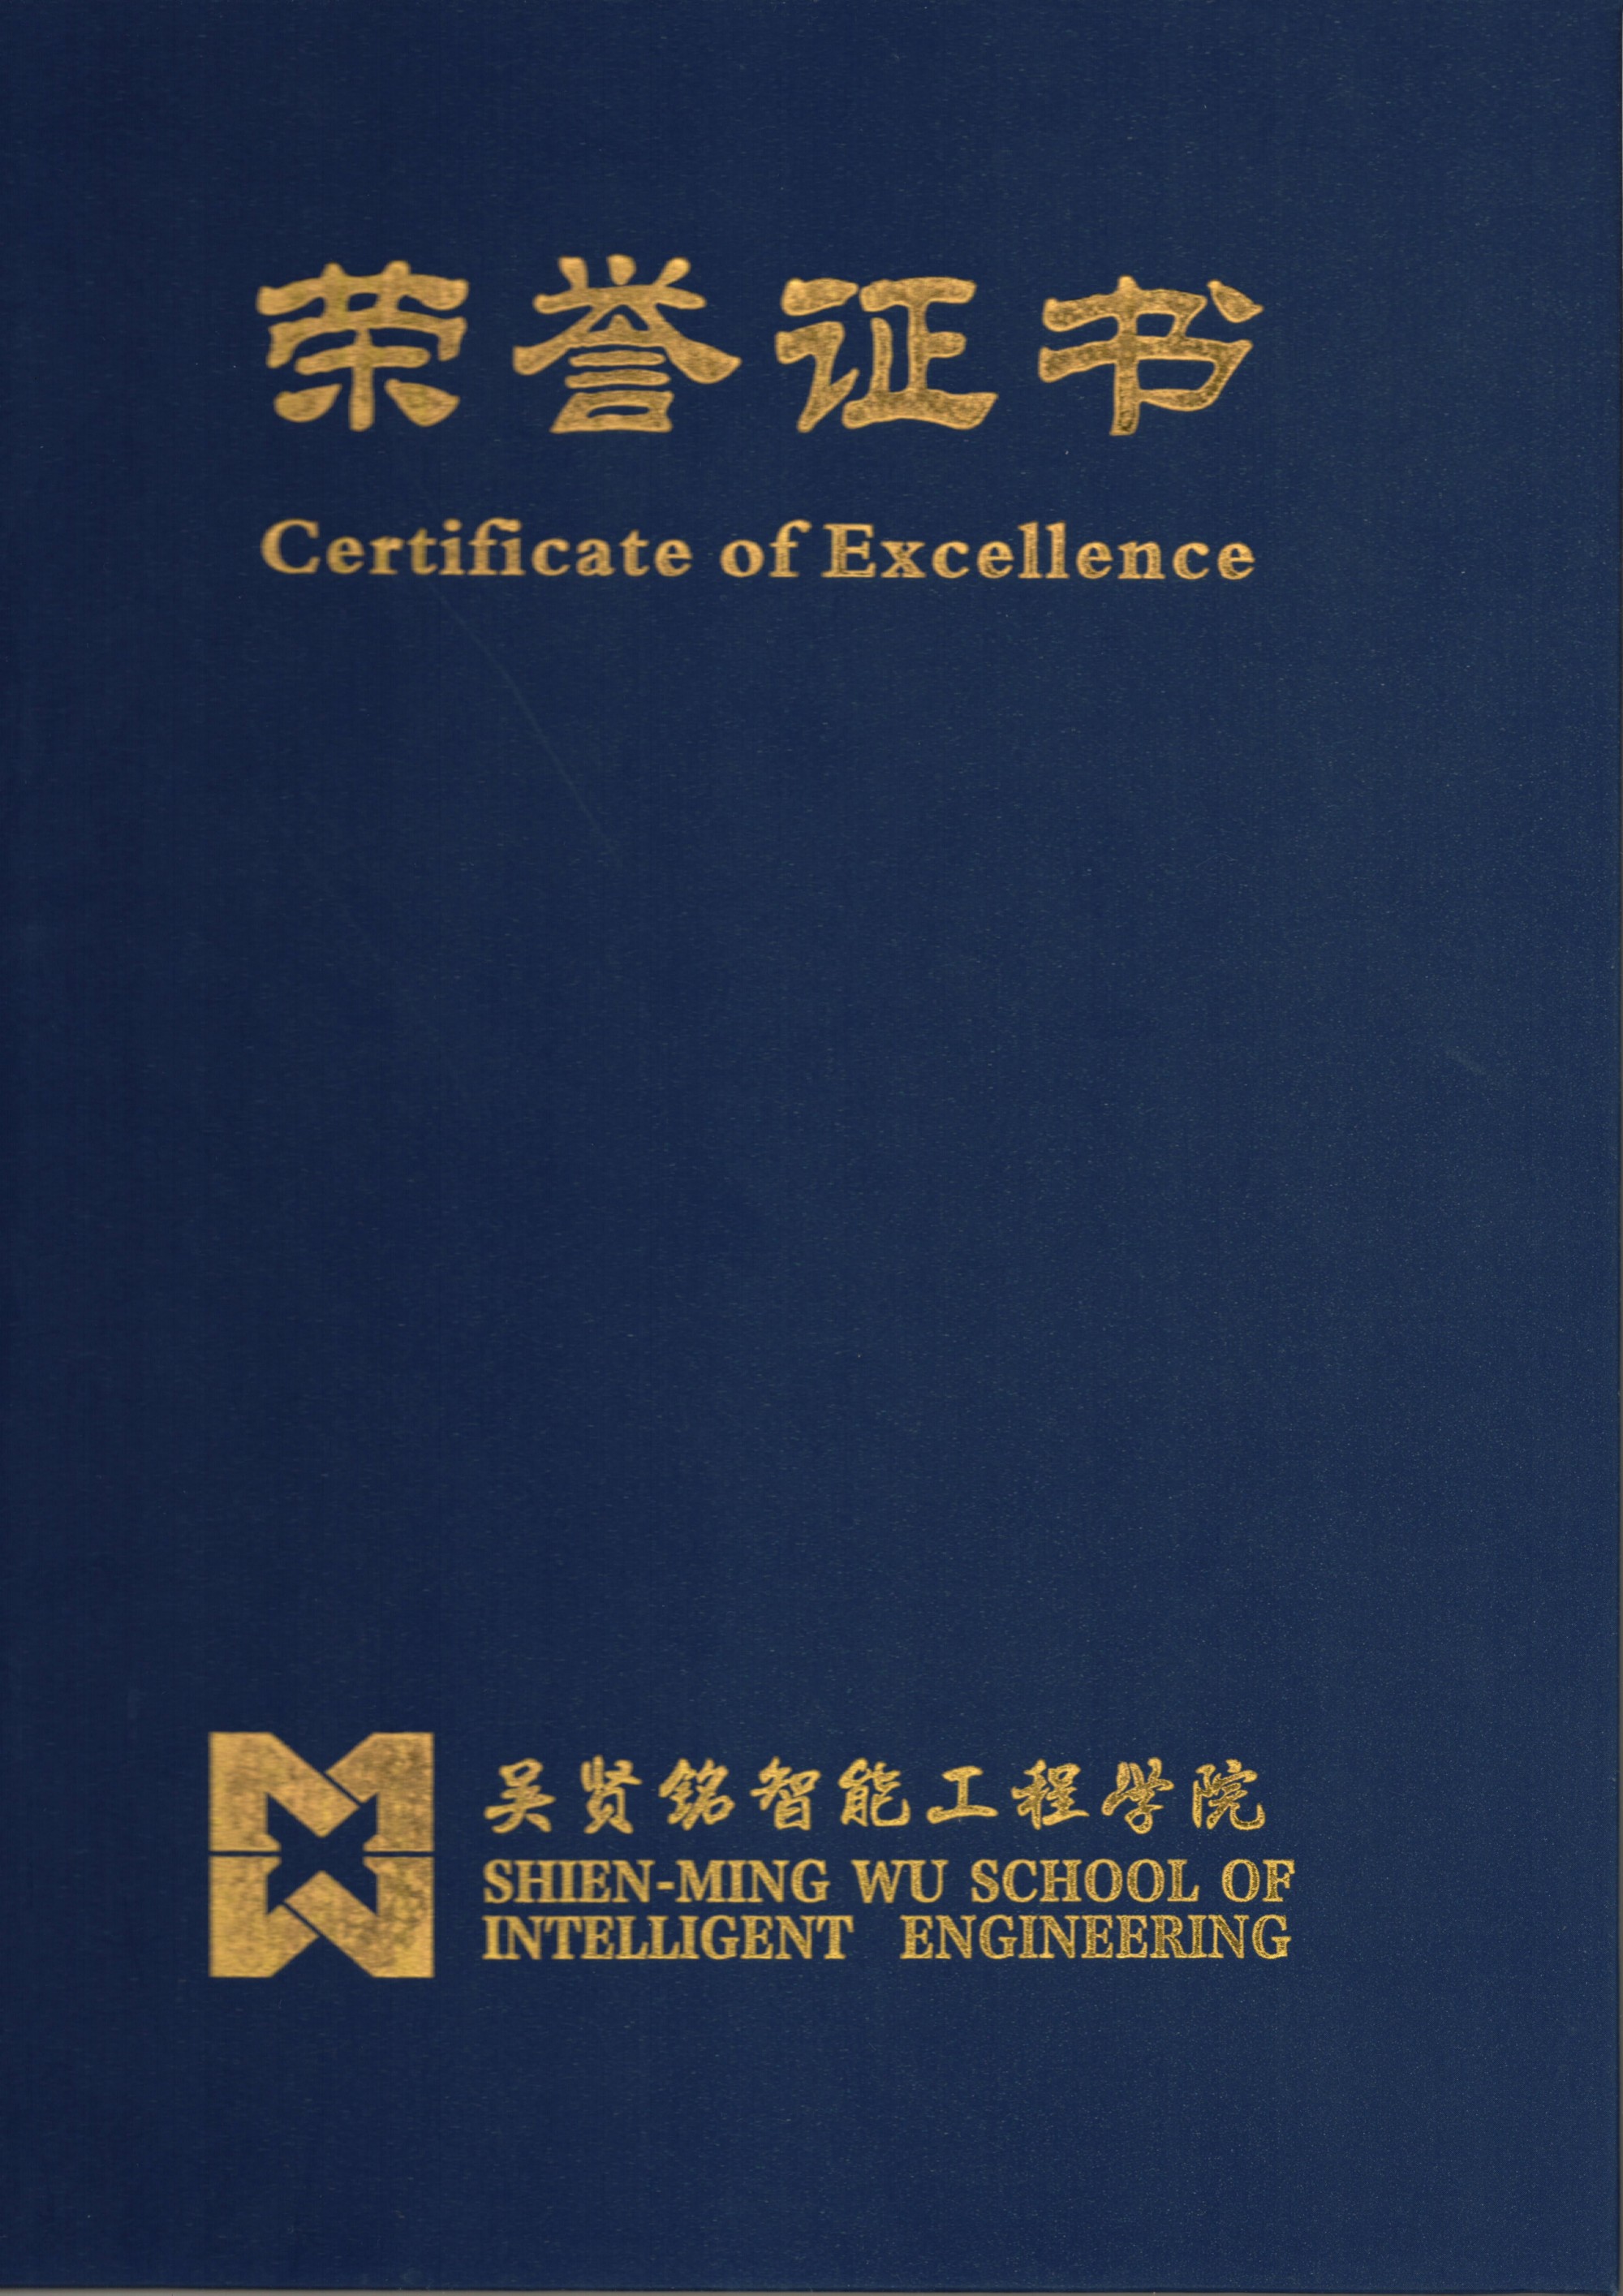 荣誉证书
Certificate of Excellence
吴贤铭智能工程学院
SHIEN-MING WU SCHOOL OF
INTELLIGENT ENGINEERING